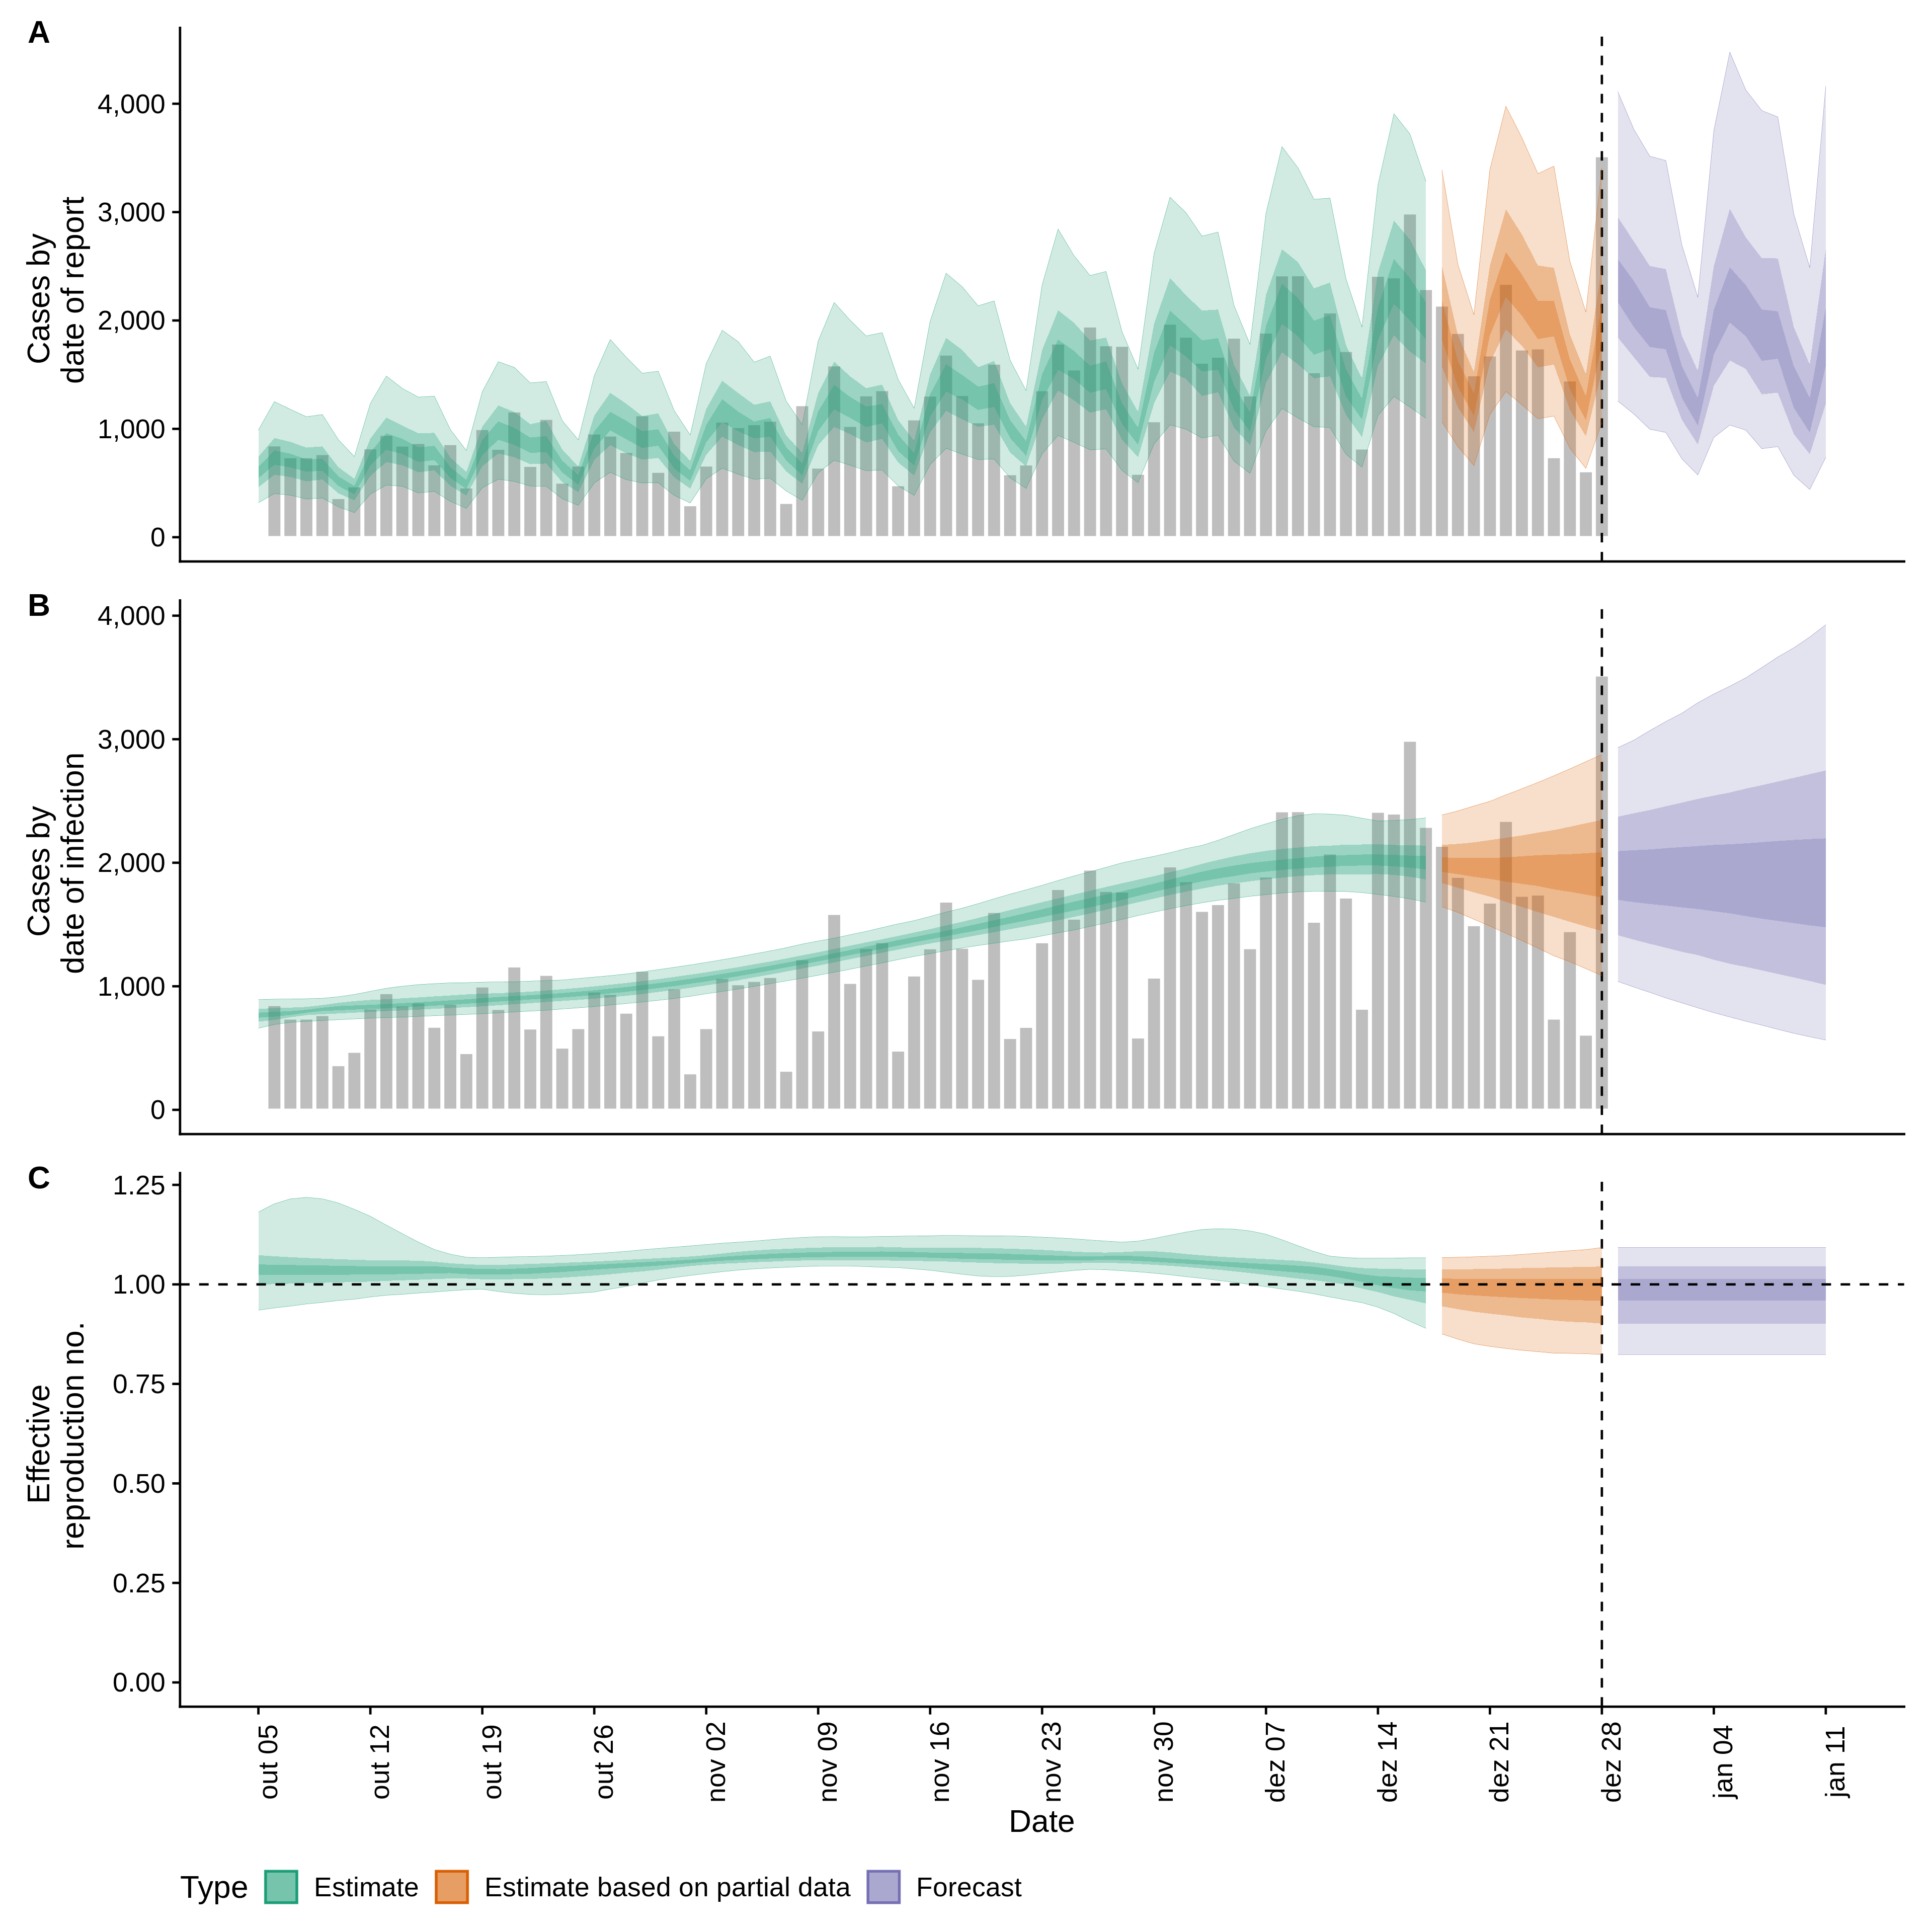 A
4,000
3,000
2,000
1,000
0
Cases by
date of report
B
4,000
3,000
2,000
1,000
0
Cases by
date of infection
C
1.25
1.00
0.75
0.50
0.25
0.00
Effective
reproduction no.
out 05
out 12
out 19
out 26
nov 02
nov 09
nov 16
nov 23
nov 30
dez 07
dez 14
dez 21
dez 28
jan 04
jan 11
Date
Type Estimate Estimate based on partial data Forecast